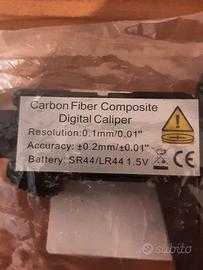 Carbon Fiber Composite
Digital Caliper
Resolution:0.1mm/0.01"
Accuracy: ±0.2mm/±0.01"
Battery: SR44/LR44 1.5V
CE
subito